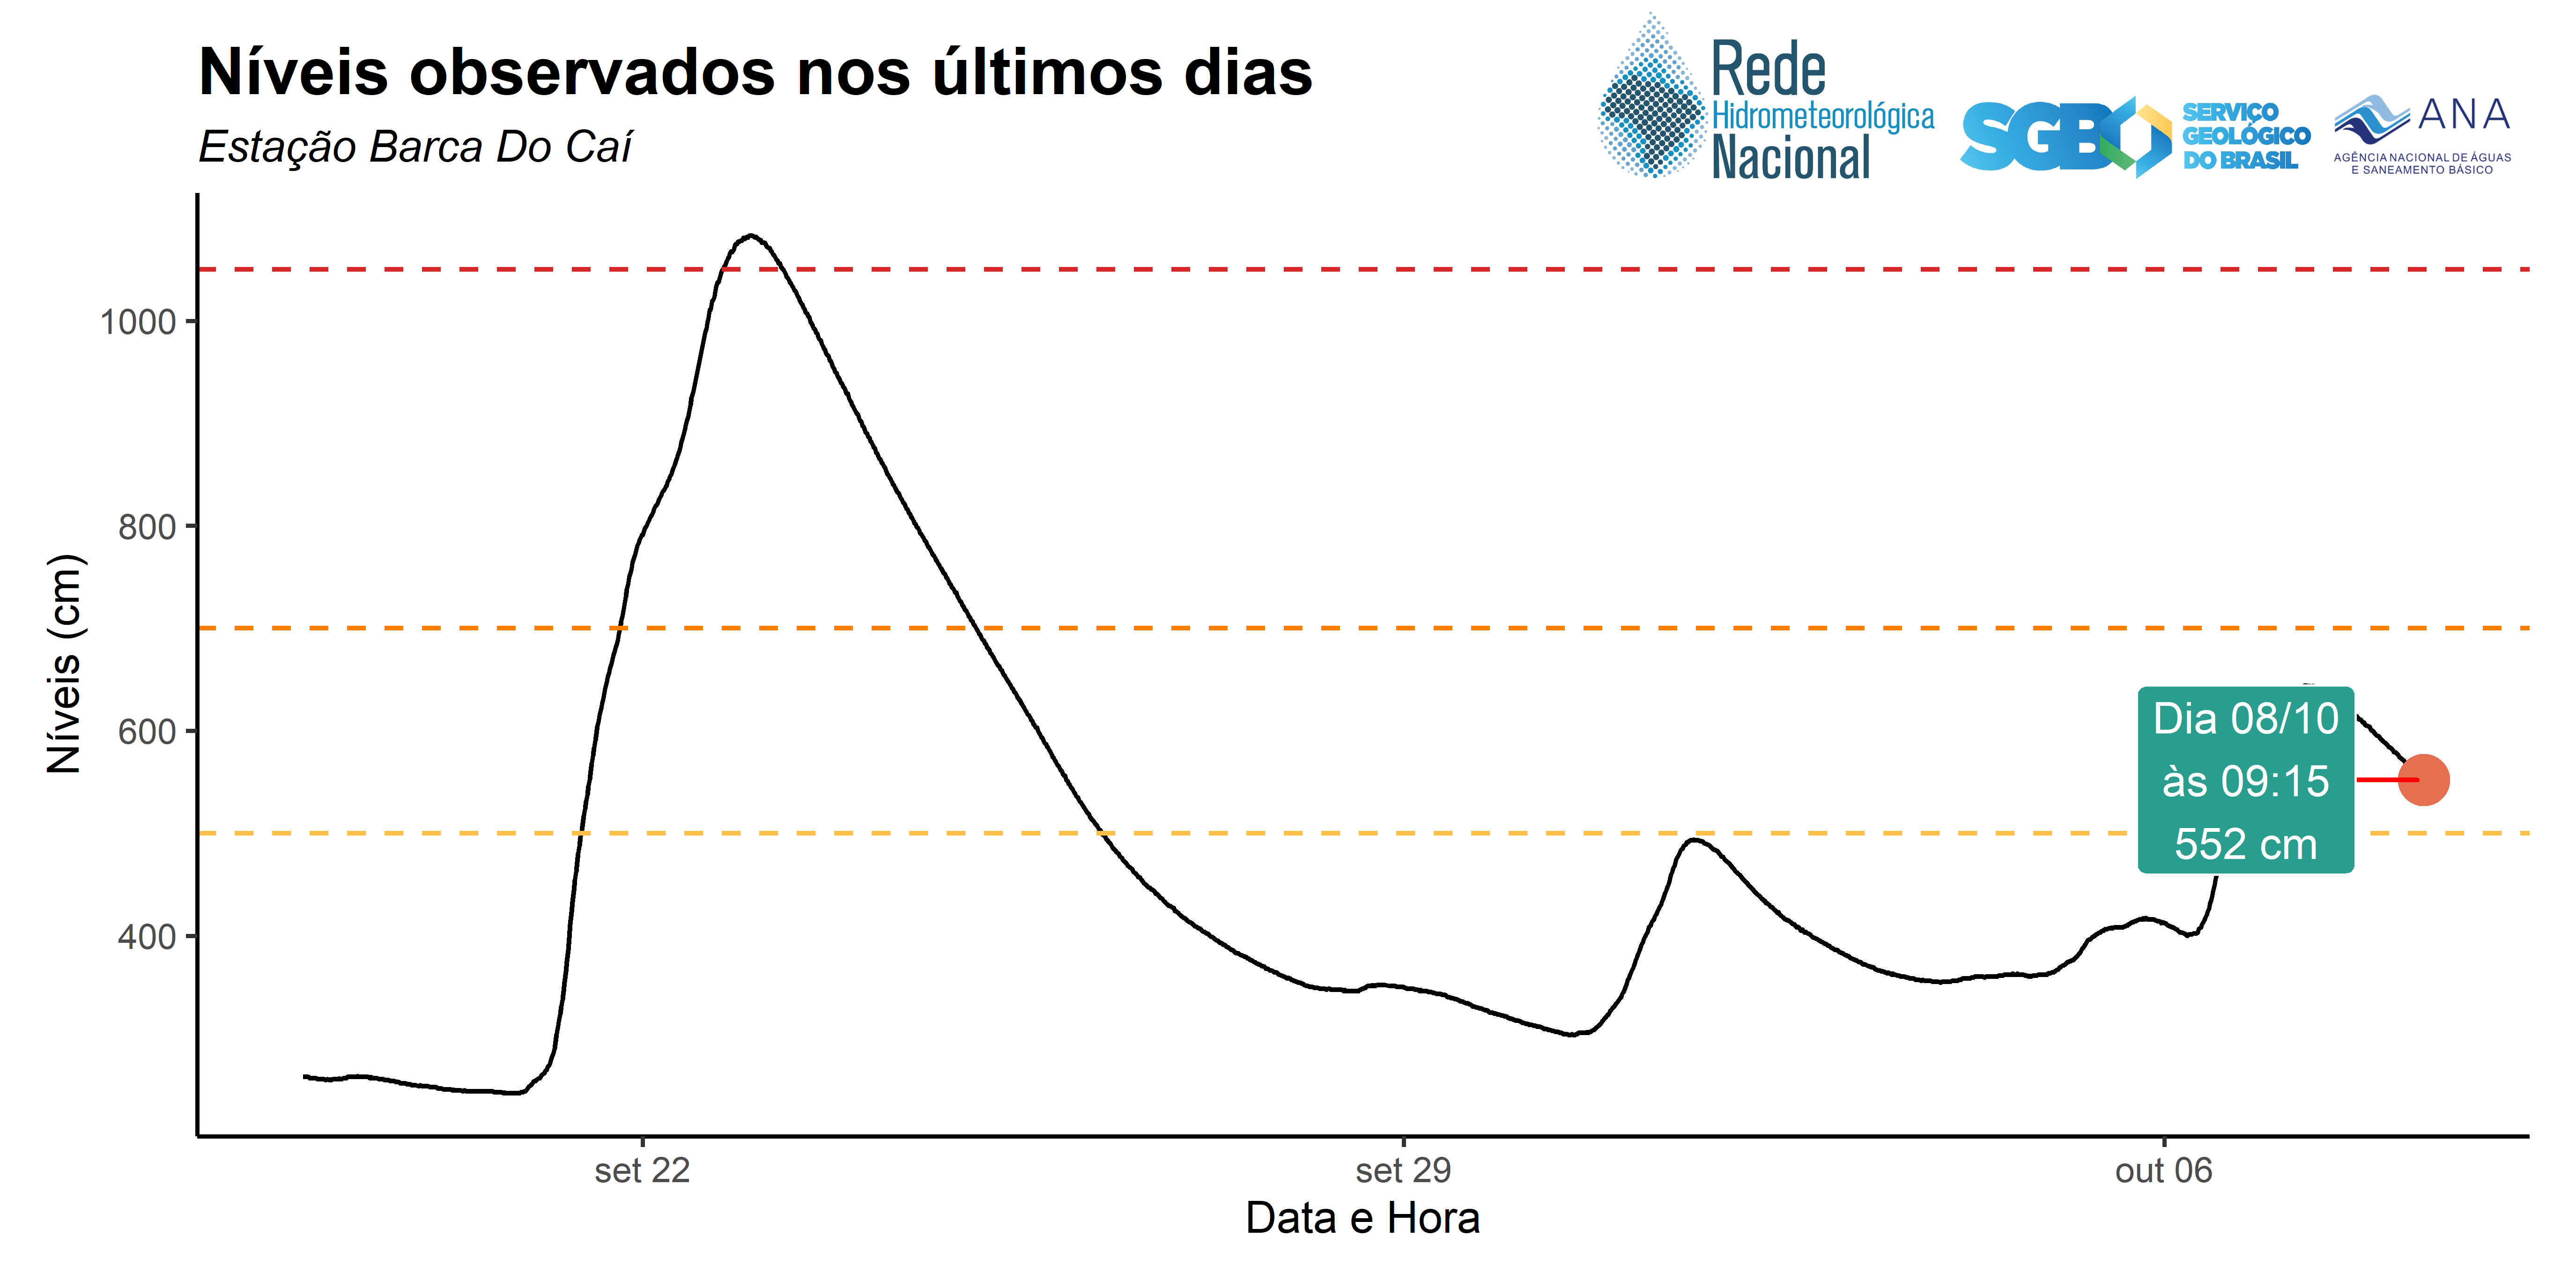 Níveis observados nos últimos dias
Estação Barca Do Caí
Rede
Hidrometeorológica
Nacional
SGB
SERVIÇO
GEOLÓGICO
DO BRASIL
ANA
AGÊNCIA NACIONAL DE ÁGUAS
E SANEAMENTO BÁSICO
Níveis (cm)
1000
800
600
400
Dia 08/10
às 09:15
552 cm
set 22
set 29
out 06
Data e Hora